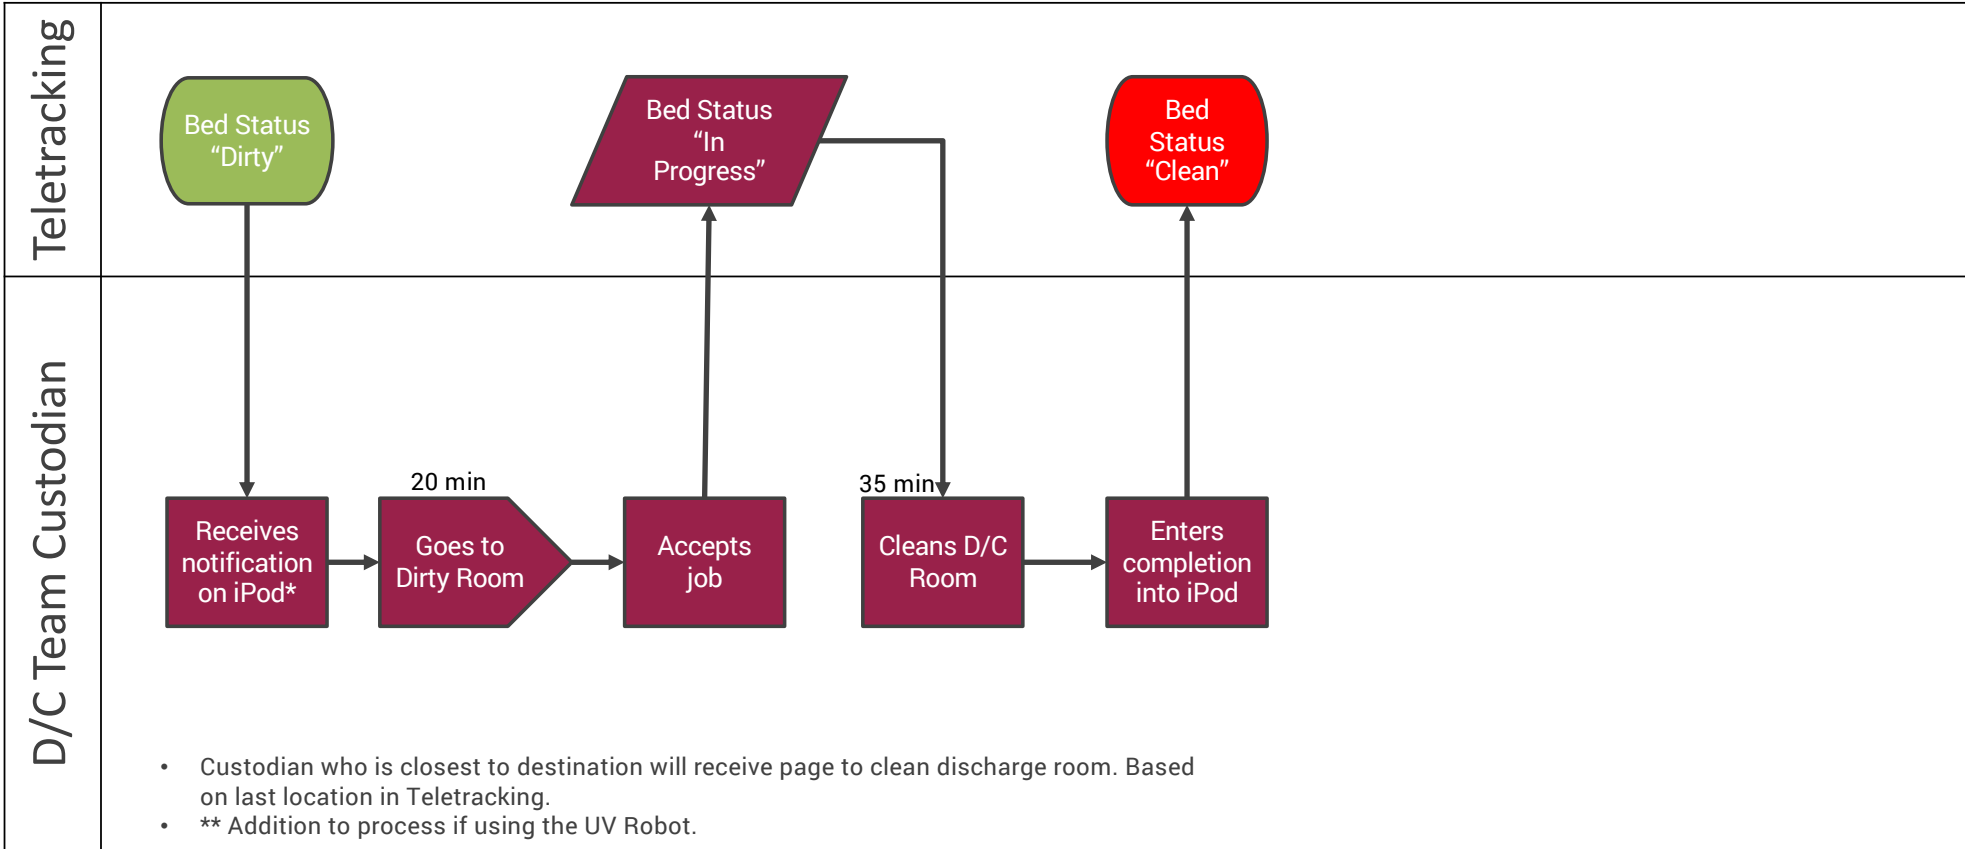 Teletracking
Bed Status
“Dirty”
Bed Status
“In
Progress”
Bed
Status
“Clean”
D/C Team Custodian
Receives
notification
on iPod*
20 min
Goes to
Dirty Room
Accepts
job
35 min
Cleans D/C
Room
Enters
completion
into iPod
• Custodian who is closest to destination will receive page to clean discharge room. Based
on last location in Teletracking.
• ** Addition to process if using the UV Robot.